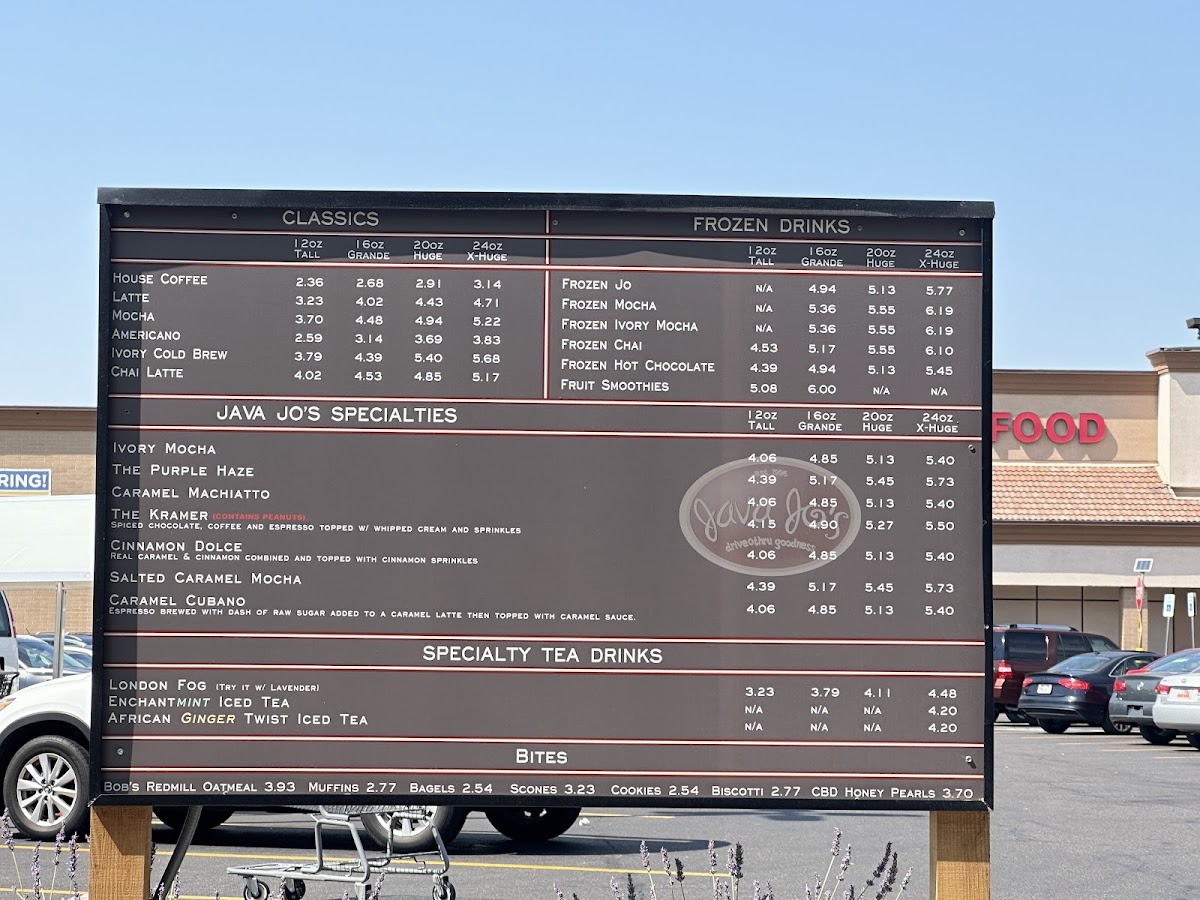 CLASSICS
12oz TALL 16oz GRANDE 20oz HUGE 24oz X-HUGE
House Coffee 2.36 2.68 2.91 3.14
Latte 3.23 4.02 4.43 4.71
Mocha 3.70 4.48 4.94 5.22
Americano 2.59 3.14 3.69 3.83
Ivory Cold Brew 3.79 4.39 5.40 5.68
Chai Latte 4.02 4.53 4.85 5.17
FROZEN DRINKS
12oz TALL 16oz GRANDE 20oz HUGE 24oz X-HUGE
Frozen Jo N/A 4.94 5.13 5.77
Frozen Mocha N/A 5.36 5.55 6.19
Frozen Ivory Mocha N/A 5.36 5.55 6.19
Frozen Chai 4.53 5.17 5.55 6.10
Frozen Hot Chocolate 4.39 4.94 5.13 5.45
Fruit Smoothies 5.08 6.00 N/A N/A
JAVA JO'S SPECIALTIES
12oz TALL 16oz GRANDE 20oz HUGE 24oz X-HUGE
Ivory Mocha 4.06 4.85 5.13 5.40
The Purple Haze 4.39 5.17 5.45 5.73
Caramel Machiatto 4.06 4.85 5.13 5.40
The Kramer (contains peanuts) 4.15 4.90 5.27 5.50
Spiced chocolate, coffee and espresso topped w/ whipped cream and sprinkles
Cinnamon Dolce 4.06 4.85 5.13 5.40
Real caramel & cinnamon combined and topped with cinnamon sprinkles
Salted Caramel Mocha 4.39 5.17 5.45 5.73
Caramel Cubano 4.06 4.85 5.13 5.40
Espresso brewed with dash of raw sugar added to a caramel latte then topped with caramel sauce.
Java Jo's
drive thru goodness
SPECIALTY TEA DRINKS
London Fog (Try it w/ Lavender) 3.23 3.79 4.11 4.48
Enchantmint Iced Tea N/A N/A N/A 4.20
African Ginger Twist Iced Tea N/A N/A N/A 4.20
Bites
Bob's Redmill Oatmeal 3.93 Muffins 2.77 Bagels 2.54 Scones 3.23 Cookies 2.54 Biscotti 2.77 CBD Honey Pearls 3.70
FOOD
RING!